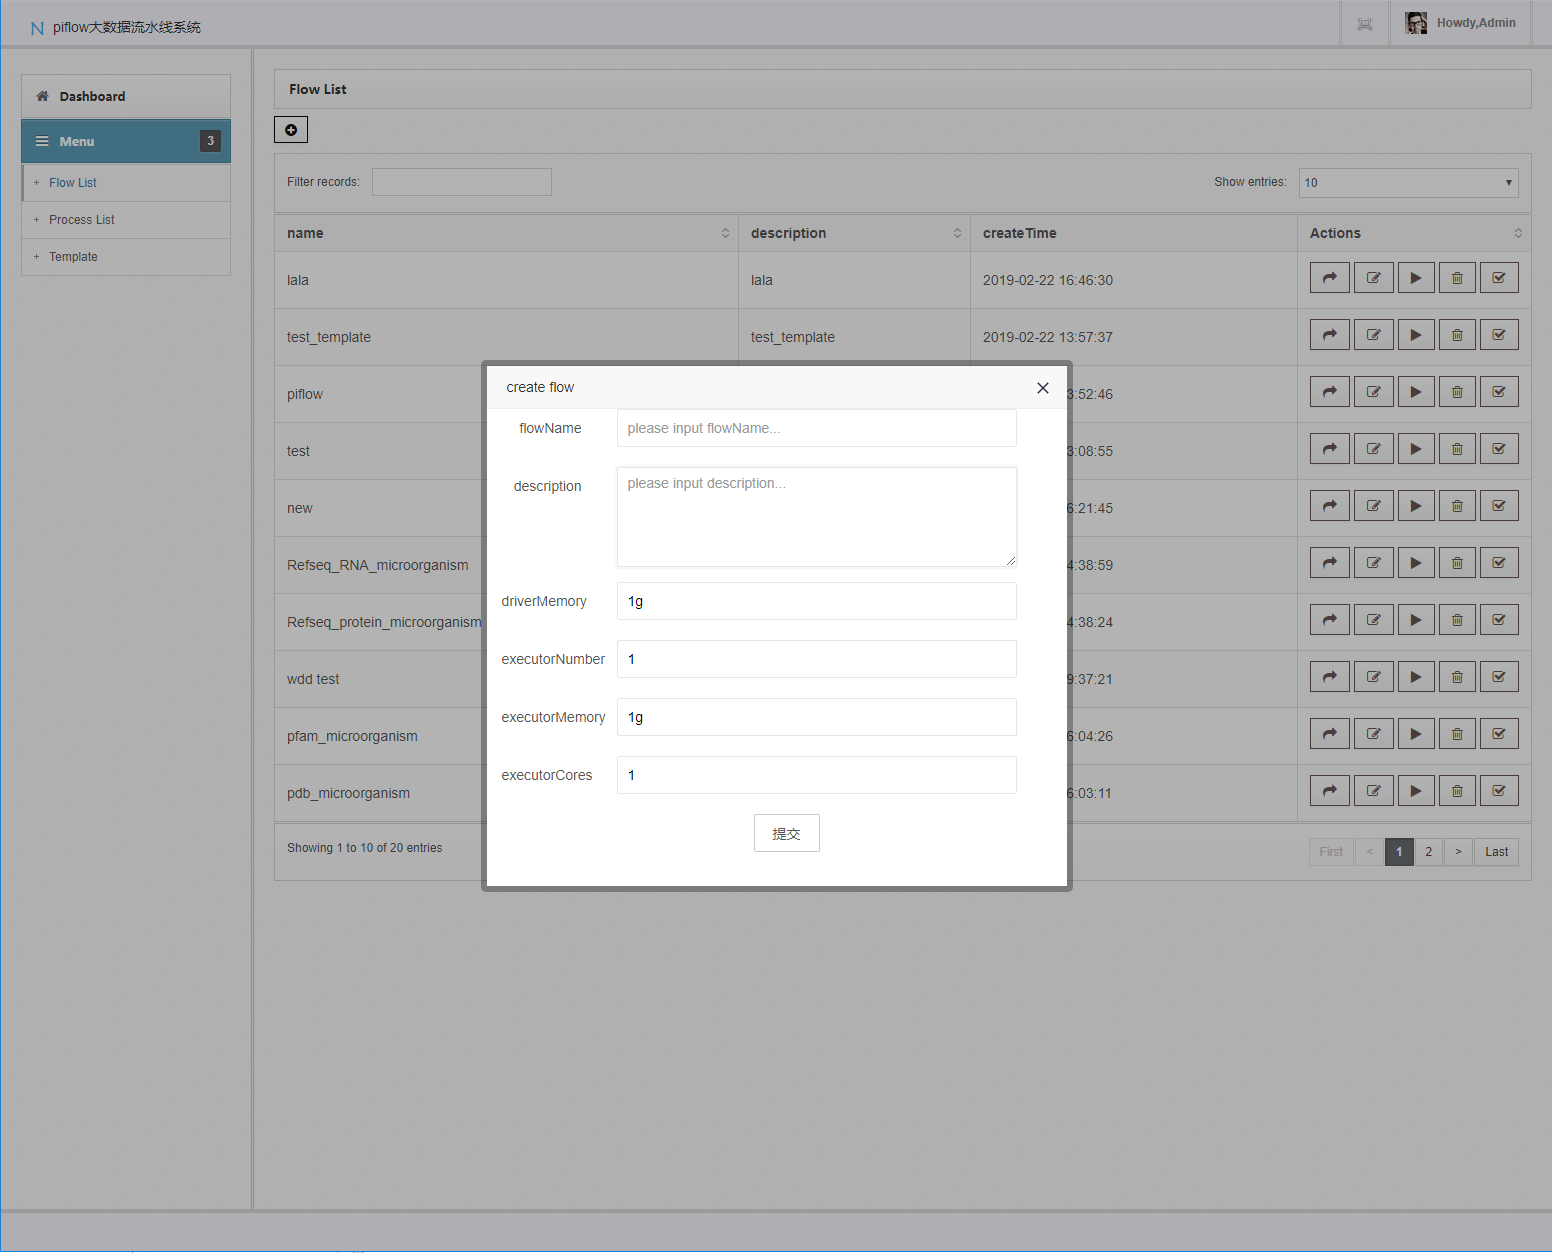 piflow大数据流水线系统
Howdy,Admin
Dashboard
Menu 3
Flow List
Process List
Template
Flow List
Filter records:
Show entries: 10
name description createTime Actions
lala lala 2019-02-22 16:46:30
test_template test_template 2019-02-22 13:57:37
piflow 3:52:46
test 3:08:55
new 6:21:45
Refseq_RNA_microorganism 4:38:59
Refseq_protein_microorganism 4:38:24
wdd test 9:37:21
pfam_microorganism 6:04:26
pdb_microorganism 6:03:11
Showing 1 to 10 of 20 entries
First < 1 2 > Last
create flow
flowName please input flowName...
description please input description...
driverMemory 1g
executorNumber 1
executorMemory 1g
executorCores 1
提交